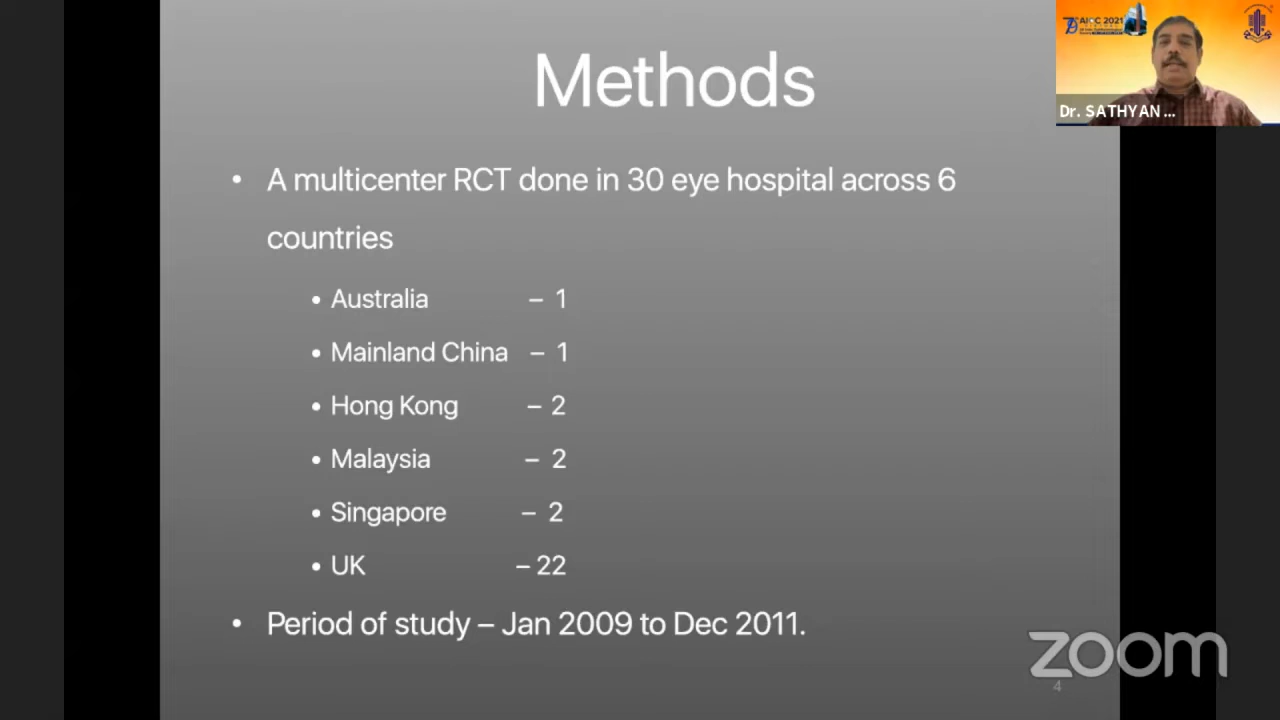 Methods
AIOC 2021
Dr. SATHYAN ...
• A multicenter RCT done in 30 eye hospital across 6
countries
• Australia – 1
• Mainland China – 1
• Hong Kong – 2
• Malaysia – 2
• Singapore – 2
• UK – 22
• Period of study – Jan 2009 to Dec 2011.
zoom
4